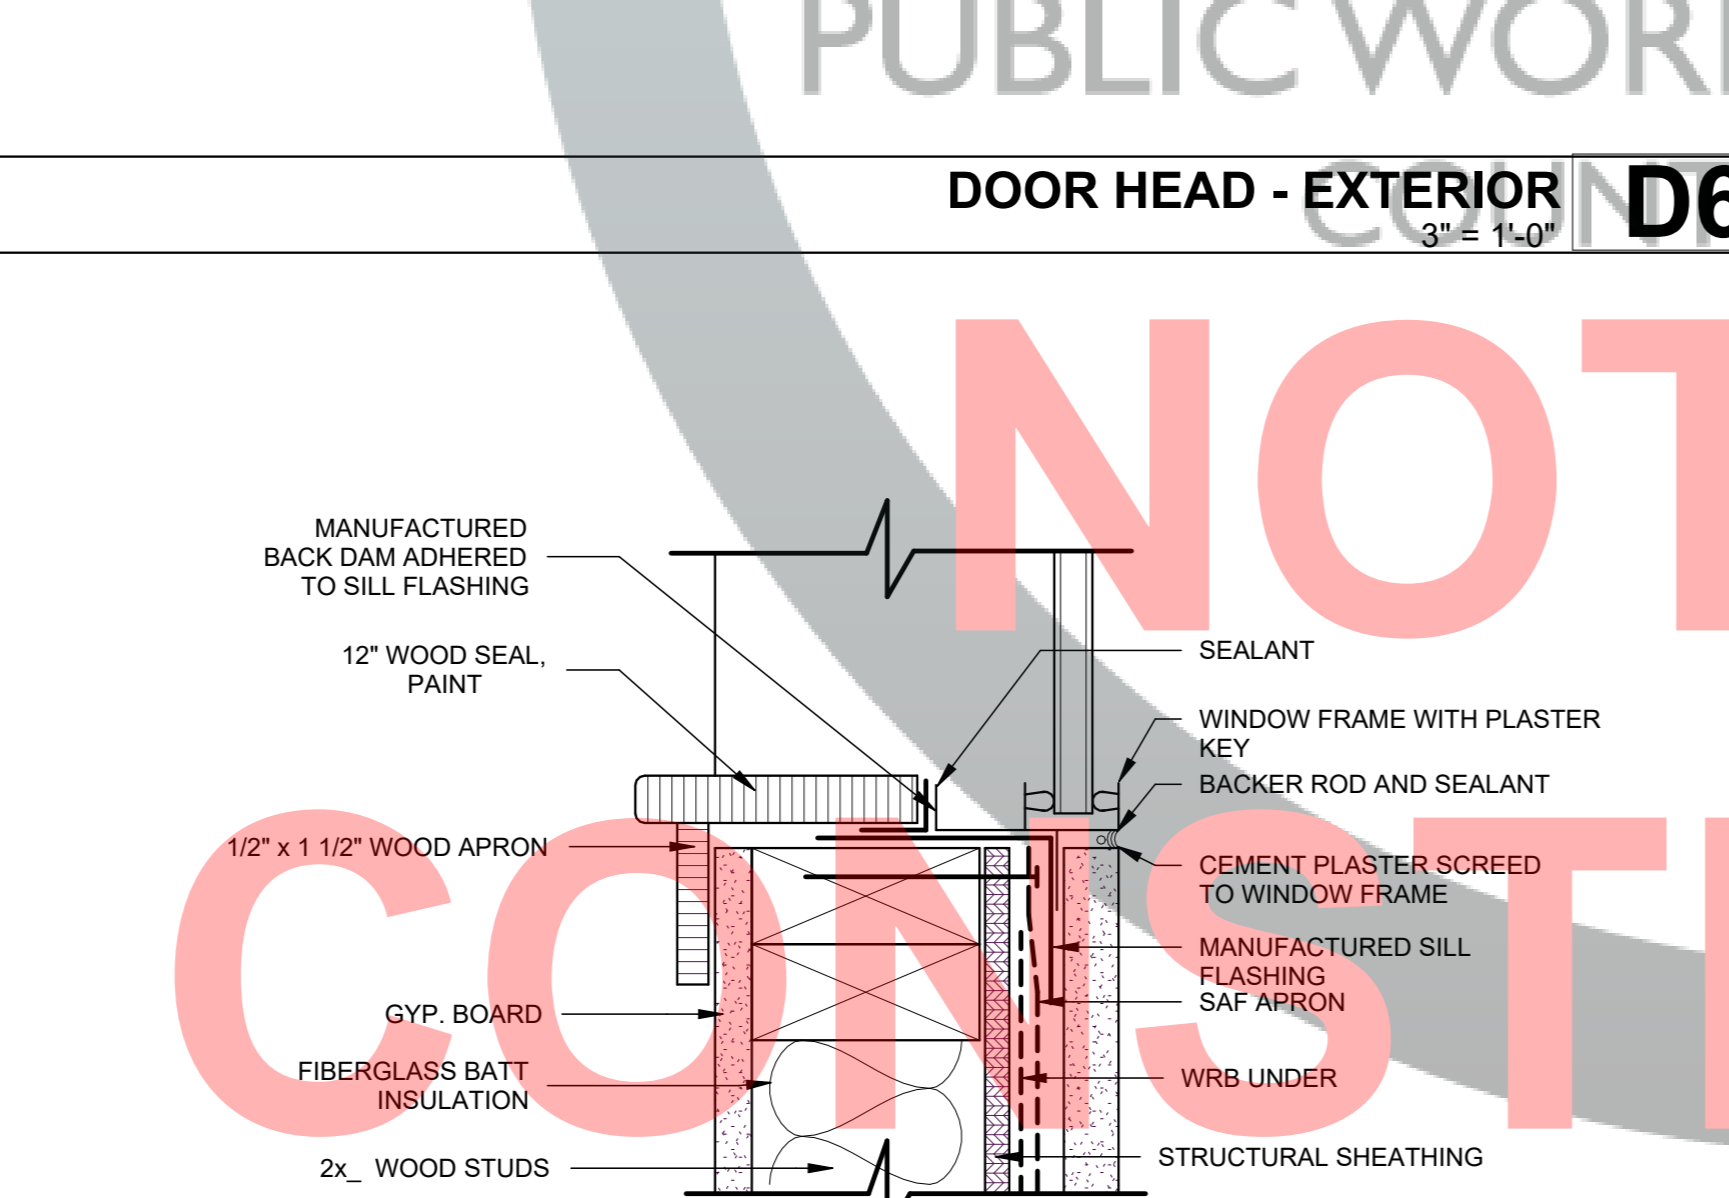 PUBLIC WOR
COUNT
DOOR HEAD - EXTERIOR
3" = 1'-0"
D6
NOT
CONST
MANUFACTURED
BACK DAM ADHERED
TO SILL FLASHING
12" WOOD SEAL,
PAINT
1/2" x 1 1/2" WOOD APRON
GYP. BOARD
FIBERGLASS BATT
INSULATION
2x_ WOOD STUDS
SEALANT
WINDOW FRAME WITH PLASTER
KEY
BACKER ROD AND SEALANT
CEMENT PLASTER SCREED
TO WINDOW FRAME
MANUFACTURED SILL
FLASHING
SAF APRON
WRB UNDER
STRUCTURAL SHEATHING